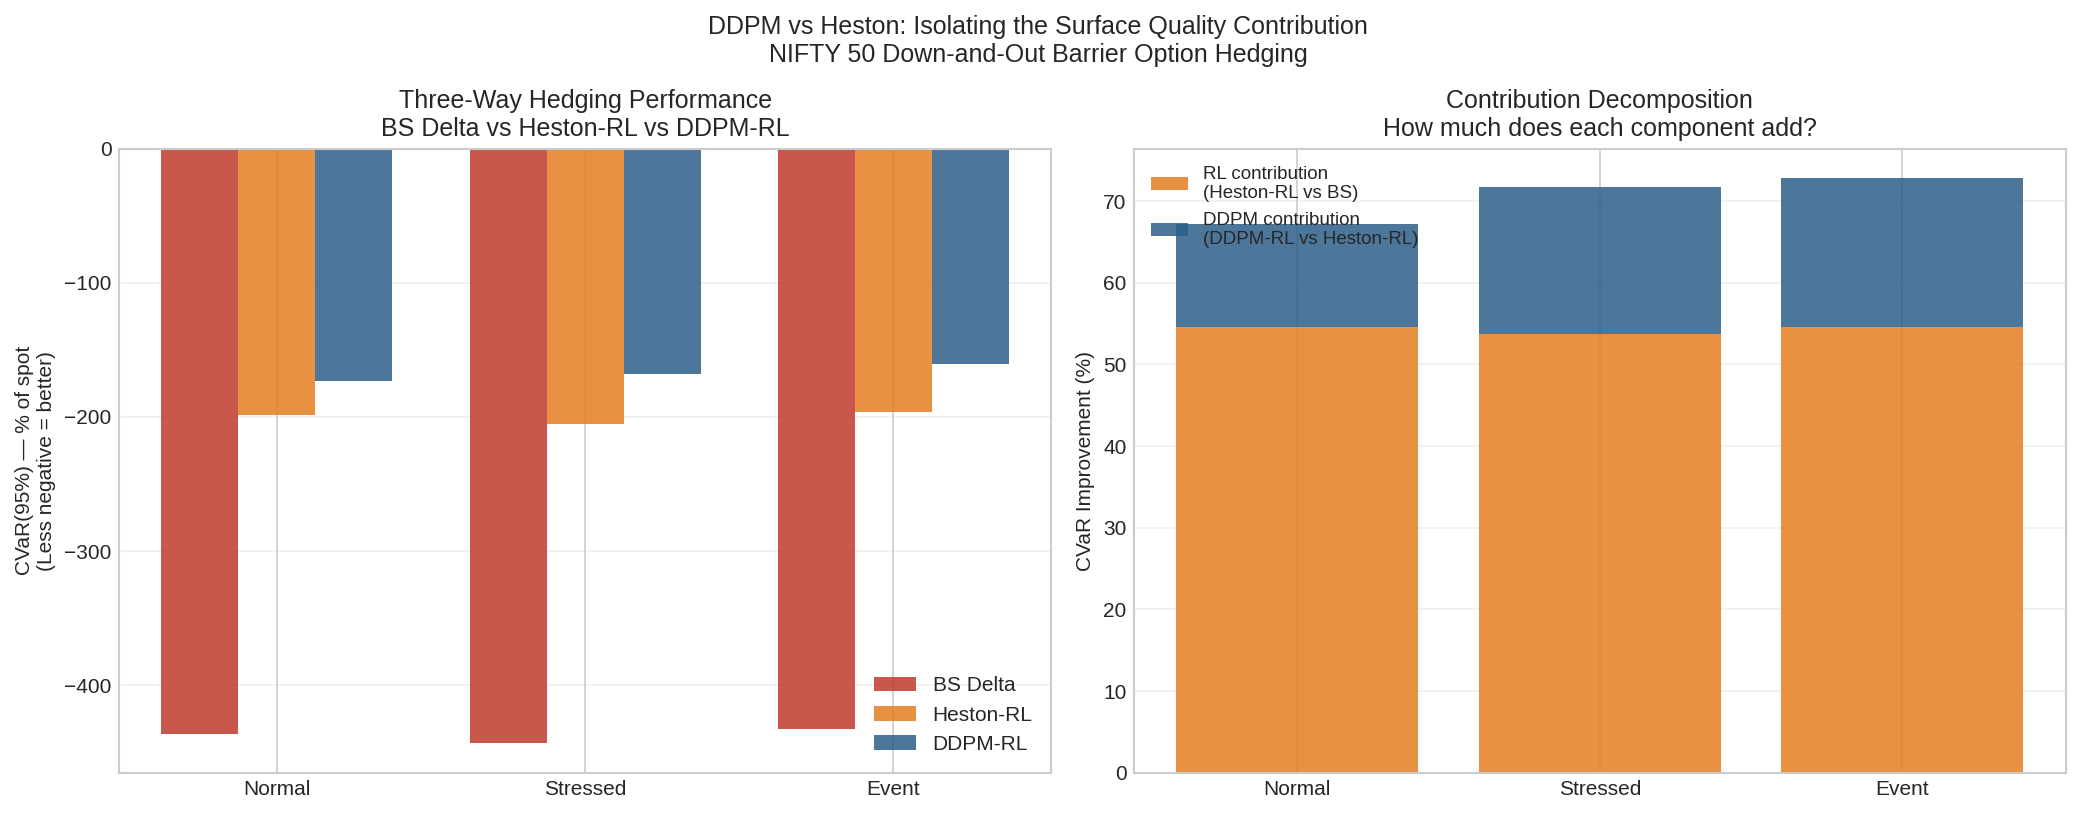 DDPM vs Heston: Isolating the Surface Quality Contribution
NIFTY 50 Down-and-Out Barrier Option Hedging
Three-Way Hedging Performance
BS Delta vs Heston-RL vs DDPM-RL
CVaR(95%) — % of spot
(Less negative = better)
0
−100
−200
−300
−400
Normal
Stressed
Event
BS Delta
Heston-RL
DDPM-RL
Contribution Decomposition
How much does each component add?
CVaR Improvement (%)
70
60
50
40
30
20
10
0
RL contribution
(Heston-RL vs BS)
DDPM contribution
(DDPM-RL vs Heston-RL)
Normal
Stressed
Event